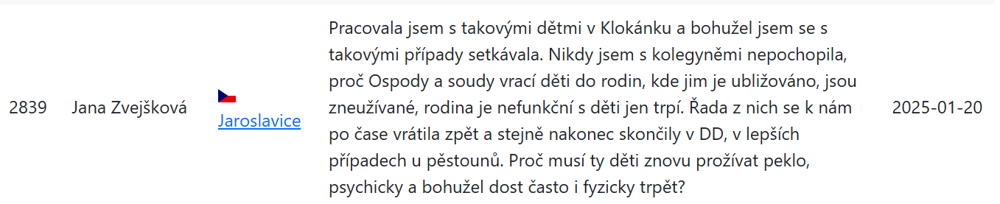 2839
Jana Zvejšková
Jaroslavice
Pracovala jsem s takovými dětmi v Klokánku a bohužel jsem se s
takovými případy setkávala. Nikdy jsem s kolegyněmi nepochopila,
proč Ospody a soudy vrací děti do rodin, kde jim je ubližováno, jsou
zneužívané, rodina je nefunkční s děti jen trpí. Řada z nich se k nám
po čase vrátila zpět a stejně nakonec skončily v DD, v lepších
případech u pěstounů. Proč musí ty děti znovu prožívat peklo,
psychicky a bohužel dost často i fyzicky trpět?
2025-01-20